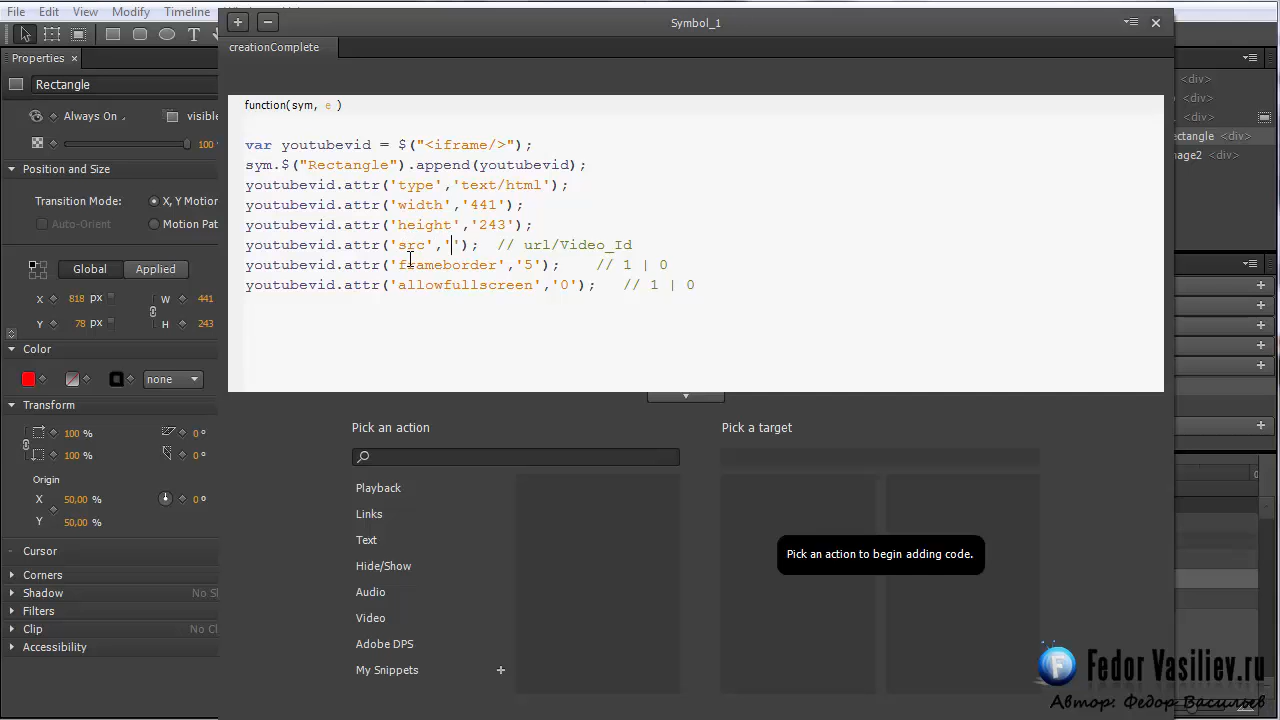 File Edit View Modify Timeline
Symbol_1
Properties
creationComplete
Rectangle
Always On
visible
100
Position and Size
Transition Mode:
X, Y Motion
Auto-Orient
Motion Pat
Global
Applied
X 818 px
W 441
Y 78 px
H 243
Color
none
Transform
100 %
0 º
100 %
0 º
Origin
X 50,00 %
0 º
Y 50,00 %
Cursor
Corners
Shadow
Filters
Clip
Accessibility
function(sym, e )
var youtubevid = $("<iframe/>");
sym.$("Rectangle").append(youtubevid);
youtubevid.attr('type','text/html');
youtubevid.attr('width','441');
youtubevid.attr('height','243');
youtubevid.attr('src','');  // url/Video_Id
youtubevid.attr('frameborder','5');    // 1 | 0
youtubevid.attr('allowfullscreen','0');   // 1 | 0
Pick an action
Pick a target
Playback
Links
Text
Hide/Show
Audio
Video
Adobe DPS
My Snippets
Pick an action to begin adding code.
<div>
<div>
<div>
ectangle <div>
nage2 <div>
Fedor Vasiliev.ru
Автор: Федор Васильев